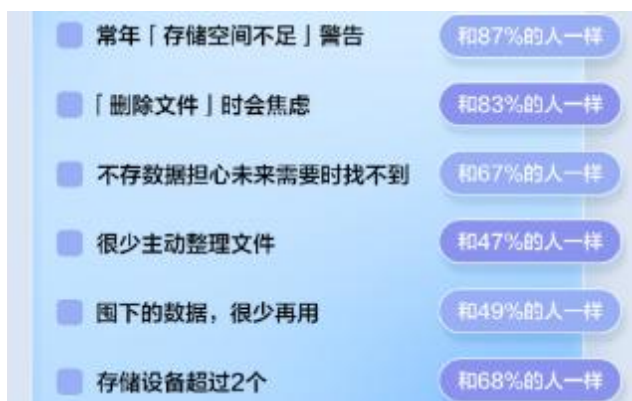 常年「存储空间不足」警告 和87%的人一样
「删除文件」时会焦虑 和83%的人一样
不存数据担心未来需要时找不到 和67%的人一样
很少主动整理文件 和47%的人一样
囤下的数据，很少再用 和49%的人一样
存储设备超过2个 和68%的人一样